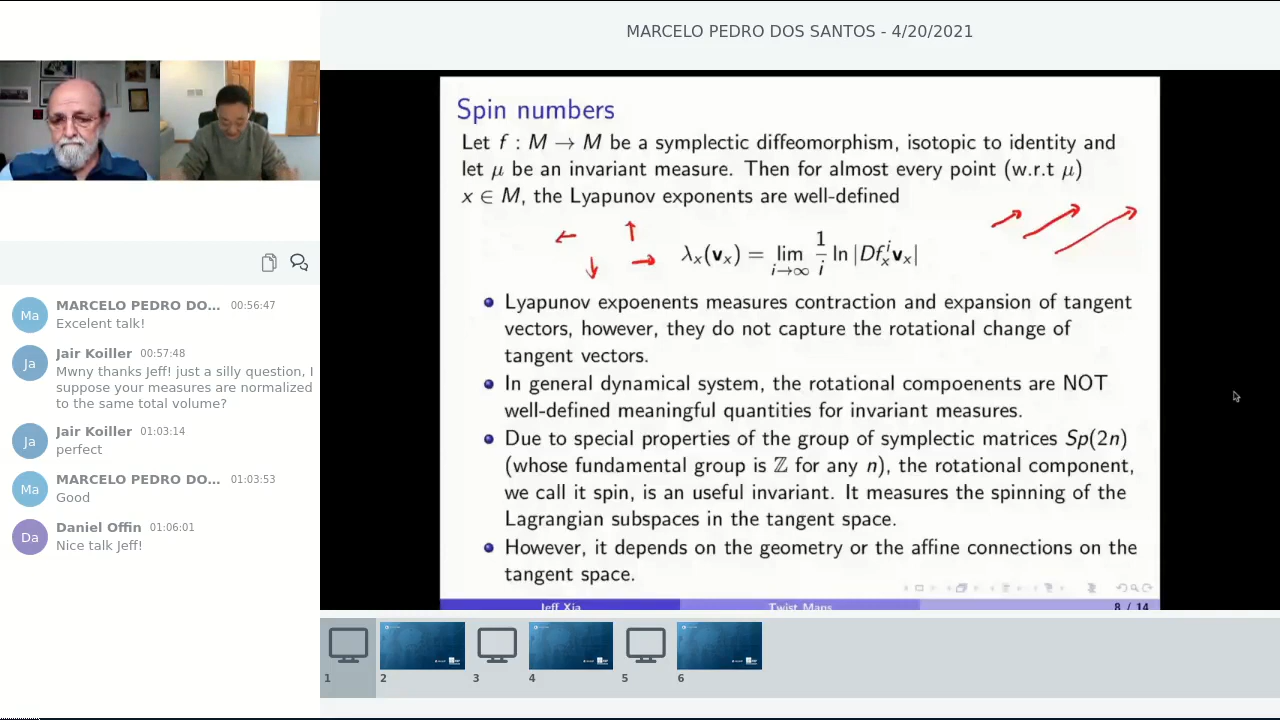 MARCELO PEDRO DOS SANTOS - 4/20/2021
Ma
MARCELO PEDRO DO... 00:56:47
Excelent talk!
Ja
Jair Koiller 00:57:48
Mwny thanks Jeff! just a silly question, I
suppose your measures are normalized
to the same total volume?
Ja
Jair Koiller 01:03:14
perfect
Ma
MARCELO PEDRO DO... 01:03:53
Good
Da
Daniel Offin 01:06:01
Nice talk Jeff!
Spin numbers
Let f : M → M be a symplectic diffeomorphism, isotopic to identity and
let μ be an invariant measure. Then for almost every point (w.r.t μ)
x ∈ M, the Lyapunov exponents are well-defined
λₓ(vₓ) = lim i→∞ 1/i ln |Dfₓⁱvₓ|
• Lyapunov expoenents measures contraction and expansion of tangent
vectors, however, they do not capture the rotational change of
tangent vectors.
• In general dynamical system, the rotational compoenents are NOT
well-defined meaningful quantities for invariant measures.
• Due to special properties of the group of symplectic matrices Sp(2n)
(whose fundamental group is ℤ for any n), the rotational component,
we call it spin, is an useful invariant. It measures the spinning of the
Lagrangian subspaces in the tangent space.
• However, it depends on the geometry or the affine connections on the
tangent space.
Jeff Xia Twist Maps 8 / 14
1 2 3 4 5 6